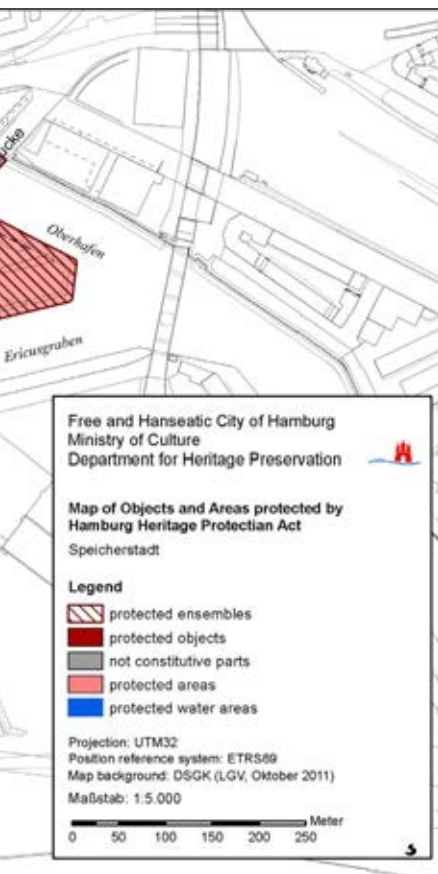 ücke
Oberhafen
Ericusgraben
Free and Hanseatic City of Hamburg
Ministry of Culture
Department for Heritage Preservation
Map of Objects and Areas protected by
Hamburg Heritage Protectian Act
Speicherstadt
Legend
protected ensembles
protected objects
not constitutive parts
protected areas
protected water areas
Projection: UTM32
Position reference system: ETRS89
Map background: DSGK (LGV, Oktober 2011)
Maßstab: 1:5.000
Meter
0 50 100 150 200 250